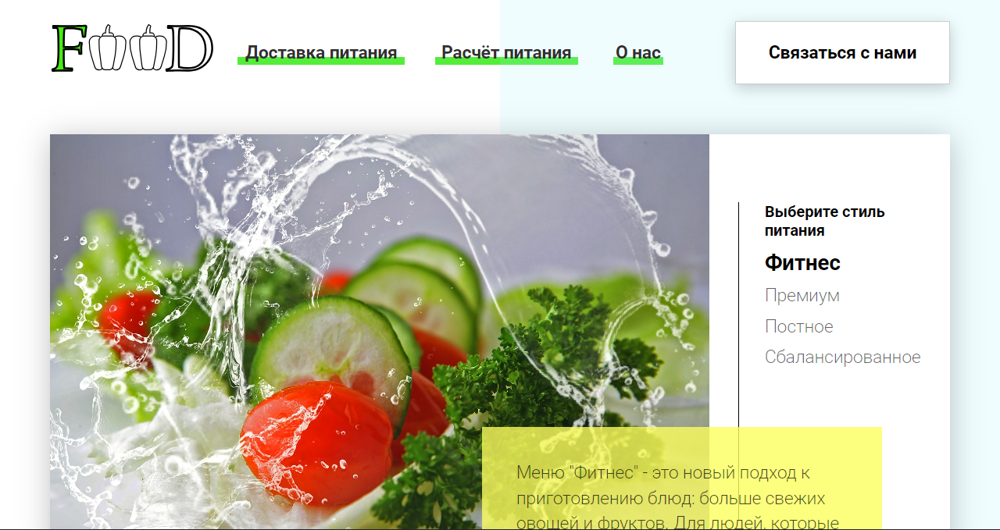 FOOD
Доставка питания
Расчёт питания
О нас
Связаться с нами
Выберите стиль
питания
Фитнес
Премиум
Постное
Сбалансированное
Меню "Фитнес" - это новый подход к
приготовлению блюд: больше свежих
овощей и фруктов. Для людей, которые